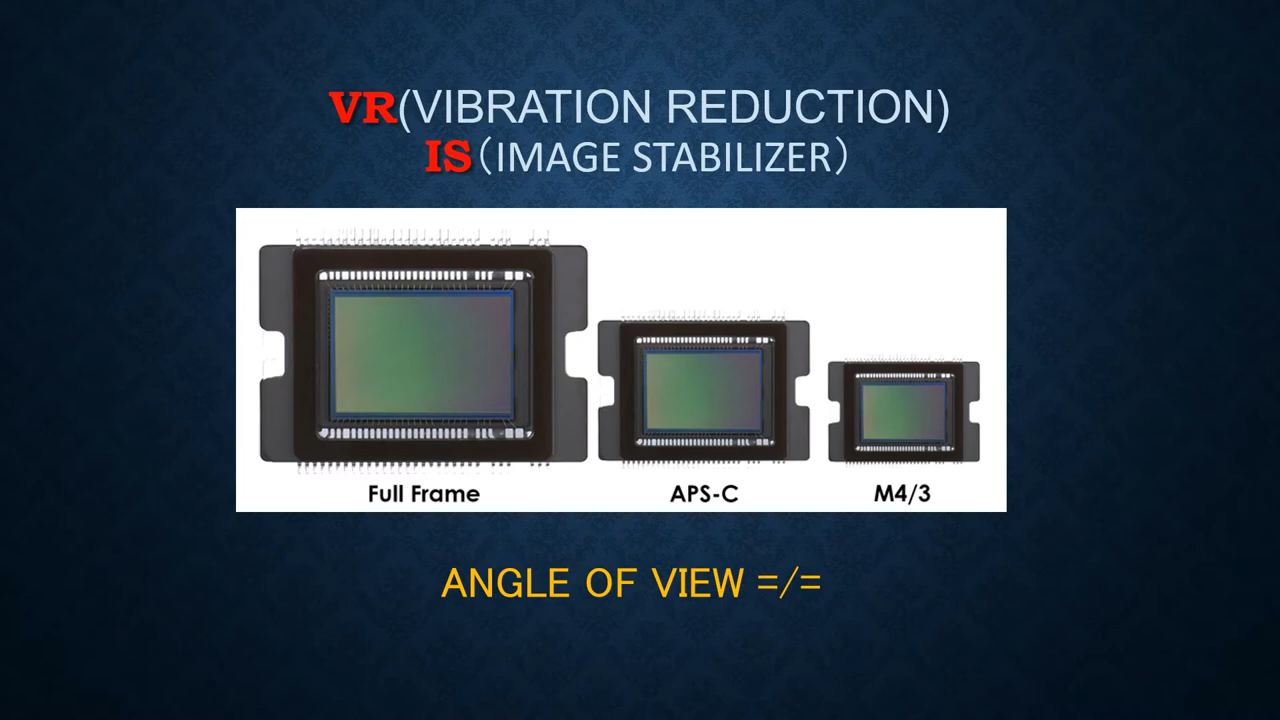 VR(VIBRATION REDUCTION)
IS（IMAGE STABILIZER）
Full Frame
APS-C
M4/3
ANGLE OF VIEW =/=